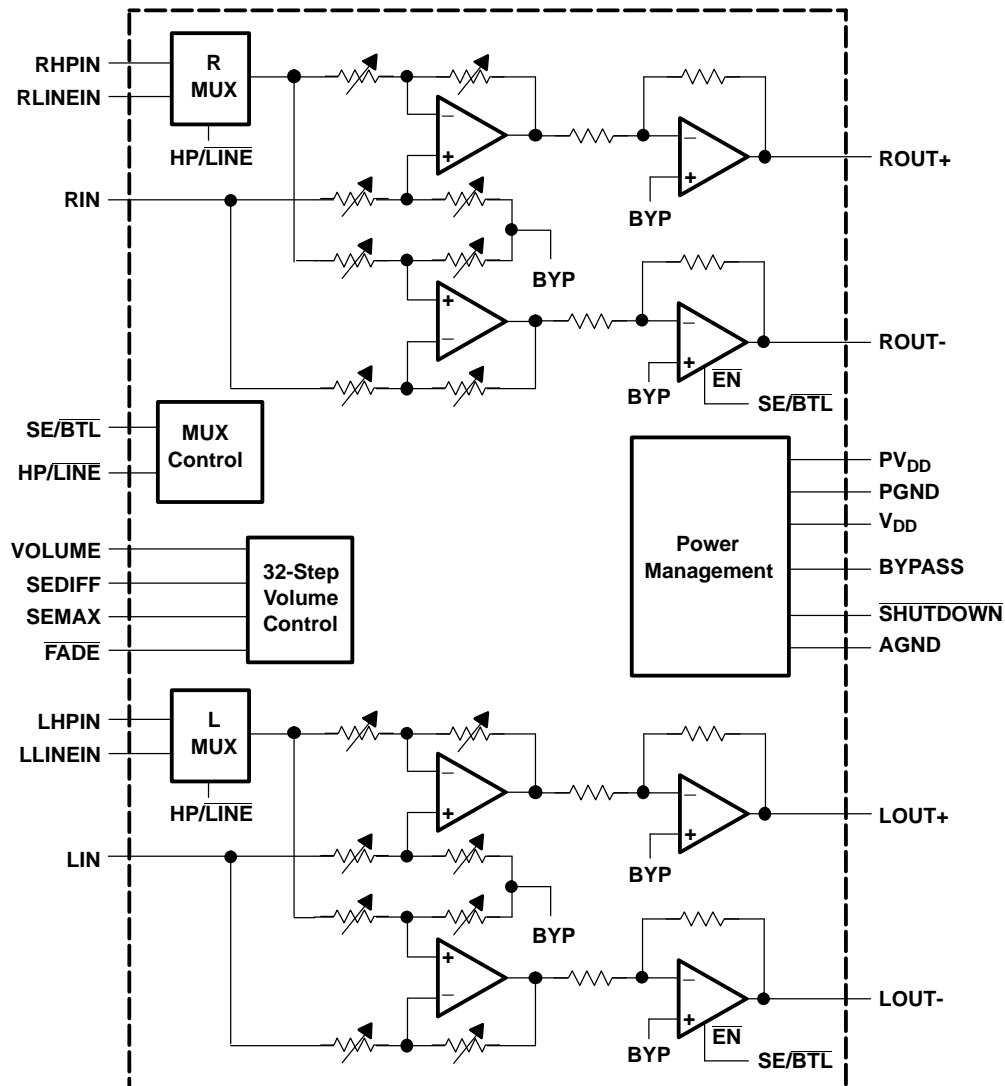 RHPIN
RLINEIN
R
MUX
HP/LINE
RIN
−
+
BYP
−
+
BYP
ROUT+
+
−
−
+
BYP
EN
SE/BTL
ROUT-
SE/BTL
HP/LINE
MUX
Control
VOLUME
SEDIFF
SEMAX
FADE
32-Step
Volume
Control
Power
Management
PVDD
PGND
VDD
BYPASS
SHUTDOWN
AGND
LHPIN
LLINEIN
L
MUX
HP/LINE
LIN
−
+
BYP
−
+
BYP
LOUT+
+
−
−
+
BYP
EN
SE/BTL
LOUT-